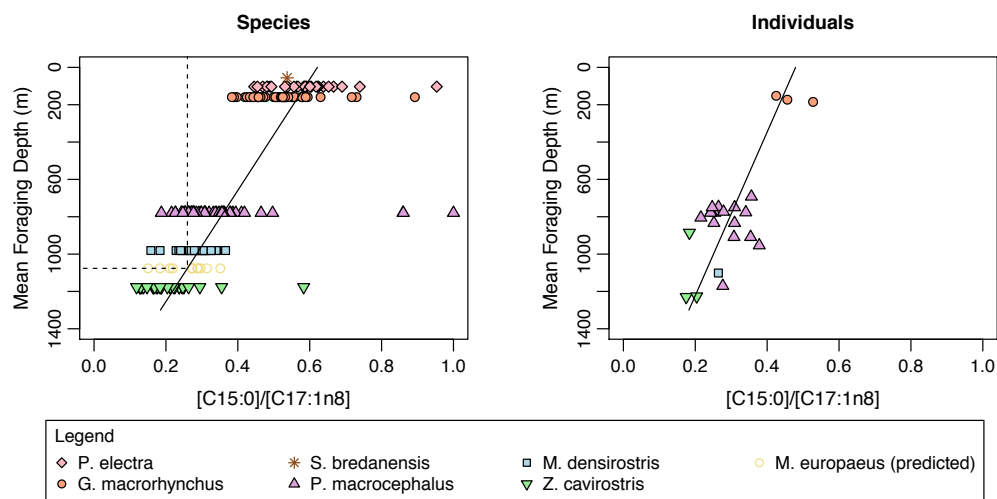 Species
Individuals
Mean Foraging Depth (m)
0
200
600
1000
1400
0.0 0.2 0.4 0.6 0.8 1.0
[C15:0]/[C17:1n8]
Mean Foraging Depth (m)
0
200
600
1000
1400
0.0 0.2 0.4 0.6 0.8 1.0
[C15:0]/[C17:1n8]
Legend
P. electra
S. bredanensis
M. densirostris
M. europaeus (predicted)
G. macrorhynchus
P. macrocephalus
Z. cavirostris